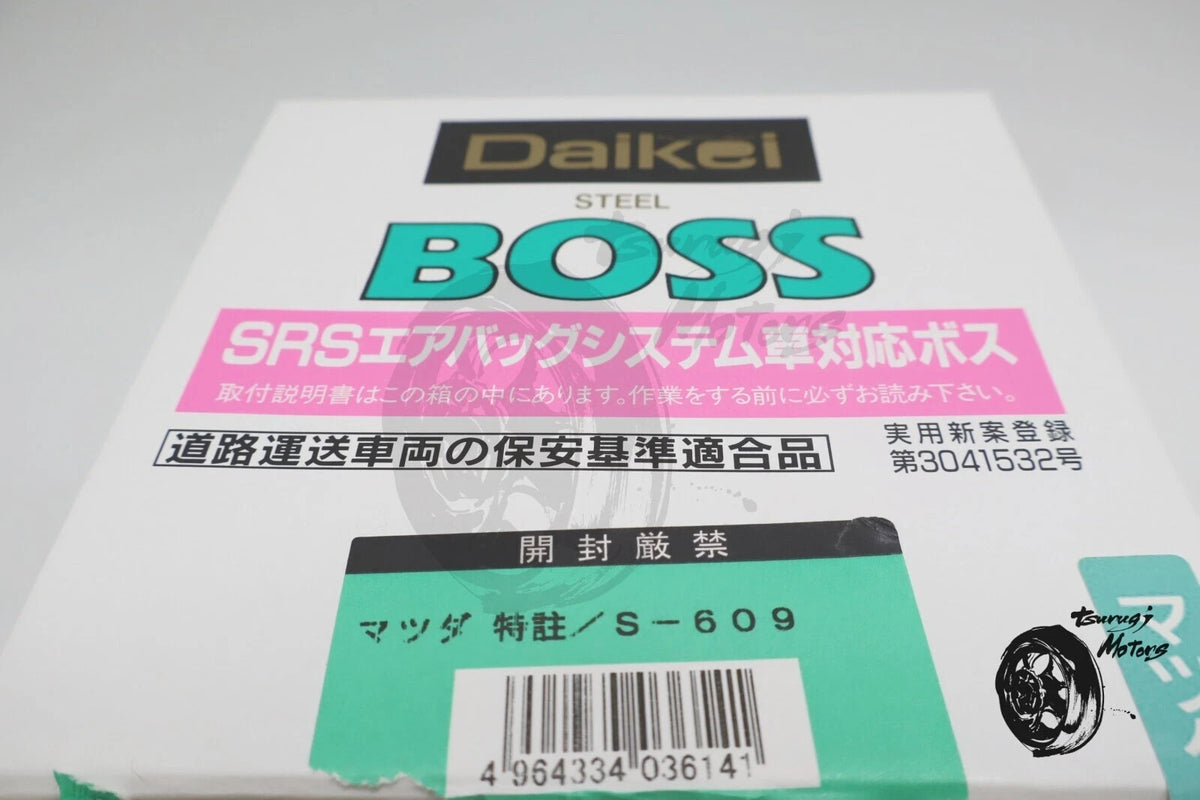 Daikei
STEEL
BOSS
SRSエアバッグシステム車対応ボス
取付説明書はこの箱の中にあります。作業をする前に必ずお読み下さい。
道路運送車両の保安基準適合品
実用新案登録
第3041532号
開封厳禁
マツダ 特註/S-609
4 964334 036141
tsurugi
Motors
tsurugi
Motors